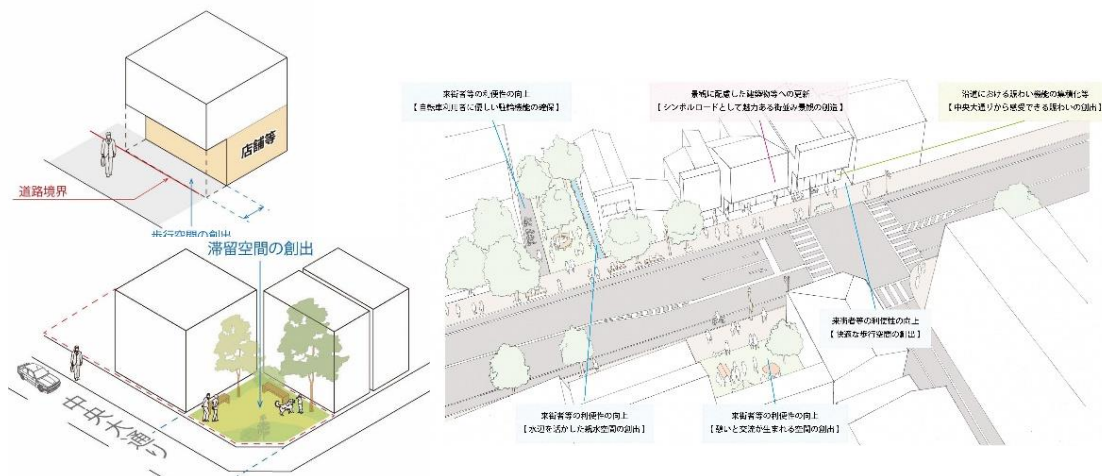 店舗等
道路境界
歩行空間の創出
滞留空間の創出
中央大通り
来街者等の利便性の向上
【 自転車利用者に優しい駐輪機能の確保 】
景観に配慮した建築物等への更新
【 シンボルロードとして魅力ある街並み景観の創造 】
沿道における賑わい機能の集積化等
【 中央大通りから感受できる賑わいの創出 】
来街者等の利便性の向上
【 快適な歩行空間の創出 】
来街者等の利便性の向上
【 水辺を活かした親水空間の創出 】
来街者等の利便性の向上
【 憩いと交流が生まれる空間の創出 】